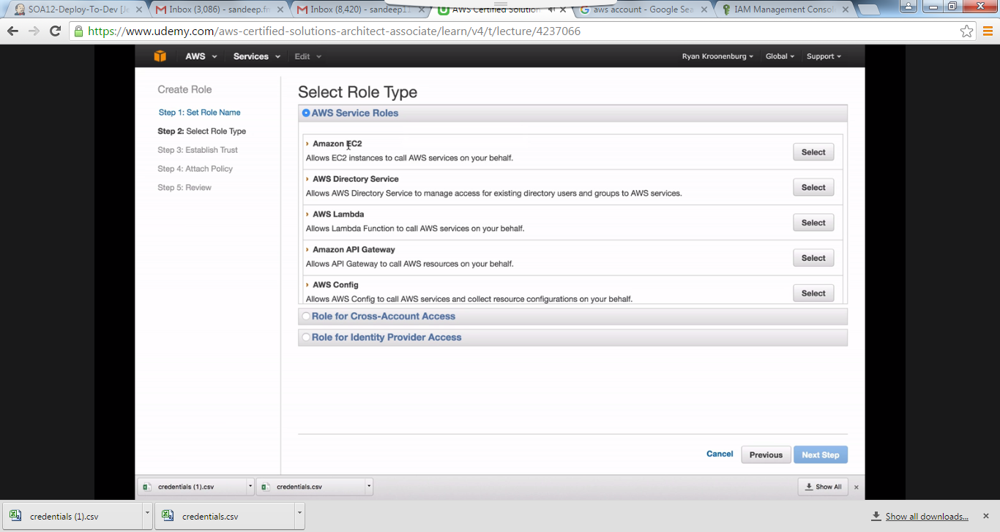 SOA12-Deploy-To-Dev [Je
Inbox (3,086) - sandeep.fm
Inbox (8,420) - sandeep11
AWS Certified Solution
aws account - Google Sea
IAM Management Consol
https://www.udemy.com/aws-certified-solutions-architect-associate/learn/v4/t/lecture/4237066
AWS Services Edit Ryan Kroonenburg Global Support
Create Role
Step 1: Set Role Name
Step 2: Select Role Type
Step 3: Establish Trust
Step 4: Attach Policy
Step 5: Review
Select Role Type
AWS Service Roles
Amazon EC2
Allows EC2 instances to call AWS services on your behalf.
Select
AWS Directory Service
Allows AWS Directory Service to manage access for existing directory users and groups to AWS services.
Select
AWS Lambda
Allows Lambda Function to call AWS services on your behalf.
Select
Amazon API Gateway
Allows API Gateway to call AWS resources on your behalf.
Select
AWS Config
Allows AWS Config to call AWS services and collect resource configurations on your behalf.
Select
Role for Cross-Account Access
Role for Identity Provider Access
Cancel Previous Next Step
credentials (1).csv credentials.csv Show All
credentials (1).csv credentials.csv Show all downloads...